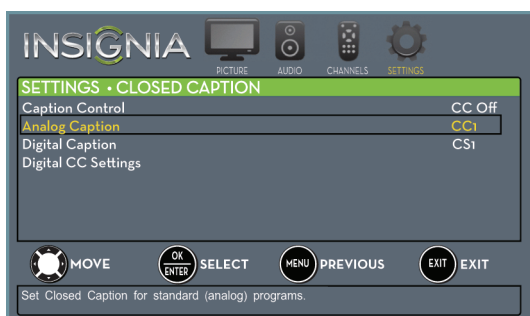 INSIGNIA
PICTURE AUDIO CHANNELS SETTINGS
SETTINGS • CLOSED CAPTION
Caption Control CC Off
Analog Caption CC1
Digital Caption CS1
Digital CC Settings
MOVE OK ENTER SELECT MENU PREVIOUS EXIT EXIT
Set Closed Caption for standard (analog) programs.